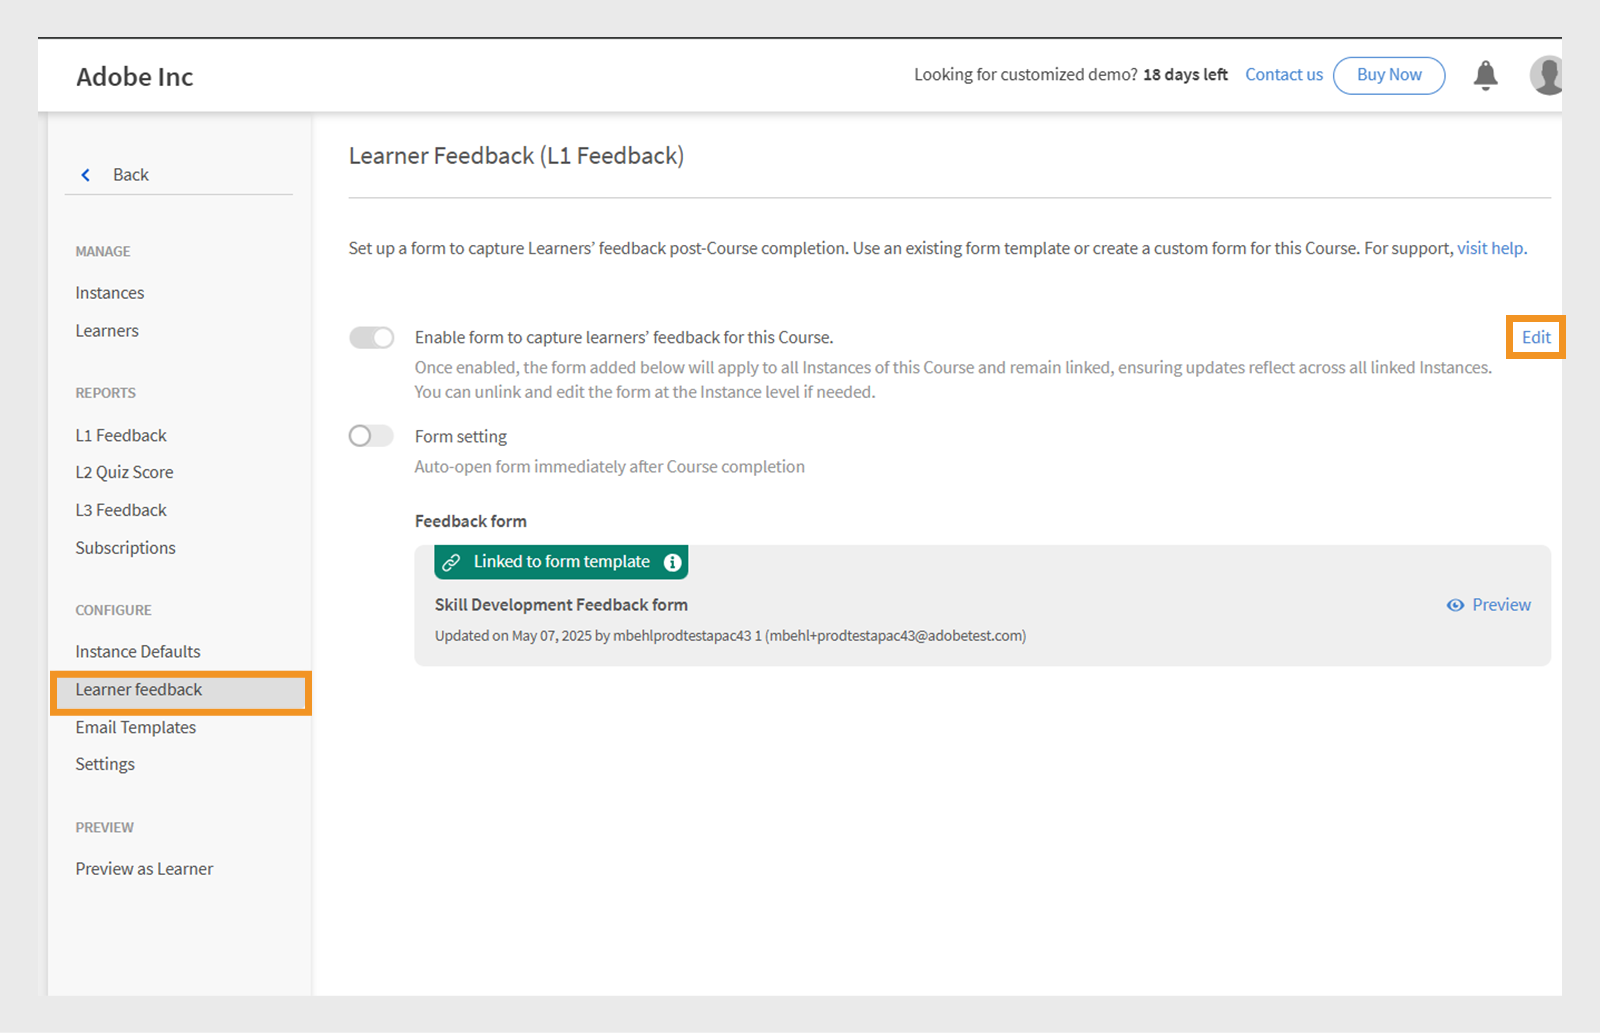 Adobe Inc
Looking for customized demo? 18 days left Contact us Buy Now
Back
MANAGE
Instances
Learners
REPORTS
L1 Feedback
L2 Quiz Score
L3 Feedback
Subscriptions
CONFIGURE
Instance Defaults
Learner feedback
Email Templates
Settings
PREVIEW
Preview as Learner
Learner Feedback (L1 Feedback)
Set up a form to capture Learners’ feedback post-Course completion. Use an existing form template or create a custom form for this Course. For support, visit help.
Enable form to capture learners’ feedback for this Course.
Edit
Once enabled, the form added below will apply to all Instances of this Course and remain linked, ensuring updates reflect across all linked Instances.
You can unlink and edit the form at the Instance level if needed.
Form setting
Auto-open form immediately after Course completion
Feedback form
Linked to form template
Skill Development Feedback form
Preview
Updated on May 07, 2025 by mbehlprodtestapac43 1 (mbehl+prodtestapac43@adobetest.com)